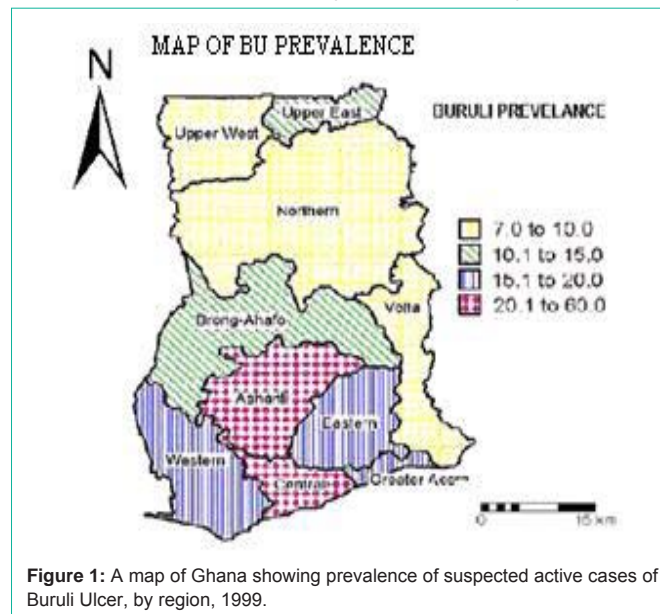 MAP OF BU PREVALENCE
N
BURULI PREVELANCE
Upper East
Upper West
Northern
7.0 to 10.0
10.1 to 15.0
15.1 to 20.0
20.1 to 60.0
Volta
Brong-Ahafo
Ashanti
Eastern
Western
Central
Greater Accra
0 15 km
Figure 1: A map of Ghana showing prevalence of suspected active cases of
Buruli Ulcer, by region, 1999.